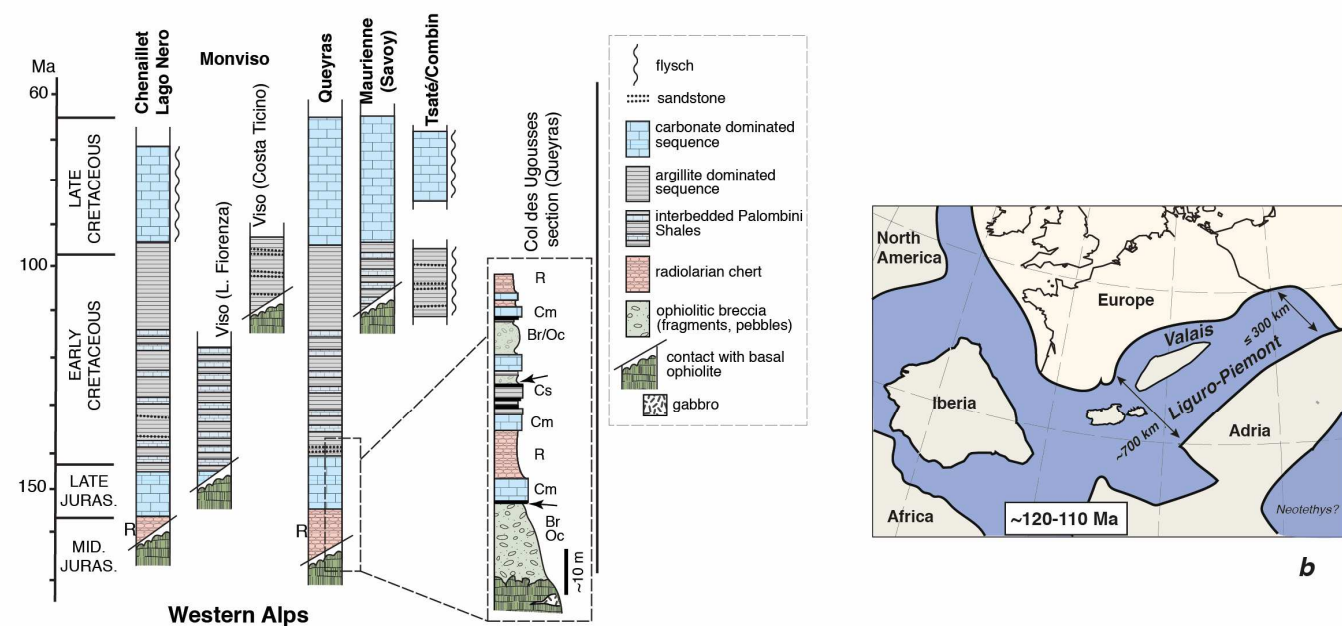 Ma
60
100
150
LATE
CRETACEOUS
EARLY
CRETACEOUS
LATE
JURAS.
MID.
JURAS.
Chenaillet
Lago Nero
Monviso
Viso (L. Fiorenza)
Viso (Costa Ticino)
Queyras
Maurienne
(Savoy)
Tsaté/Combin
R
R
Western Alps
Col des Ugousses
section (Queyras)
R
Cm
Br/Oc
Cs
Cm
R
Cm
Br
Oc
~10 m
flysch
sandstone
carbonate dominated
sequence
argillite dominated
sequence
interbedded Palombini
Shales
radiolarian chert
ophiolitic breccia
(fragments, pebbles)
contact with basal
ophiolite
gabbro
North
America
Europe
Valais
≤300 km
Liguro-Piemont
Iberia
~700 km
Adria
Africa
~120-110 Ma
Neotethys?
b